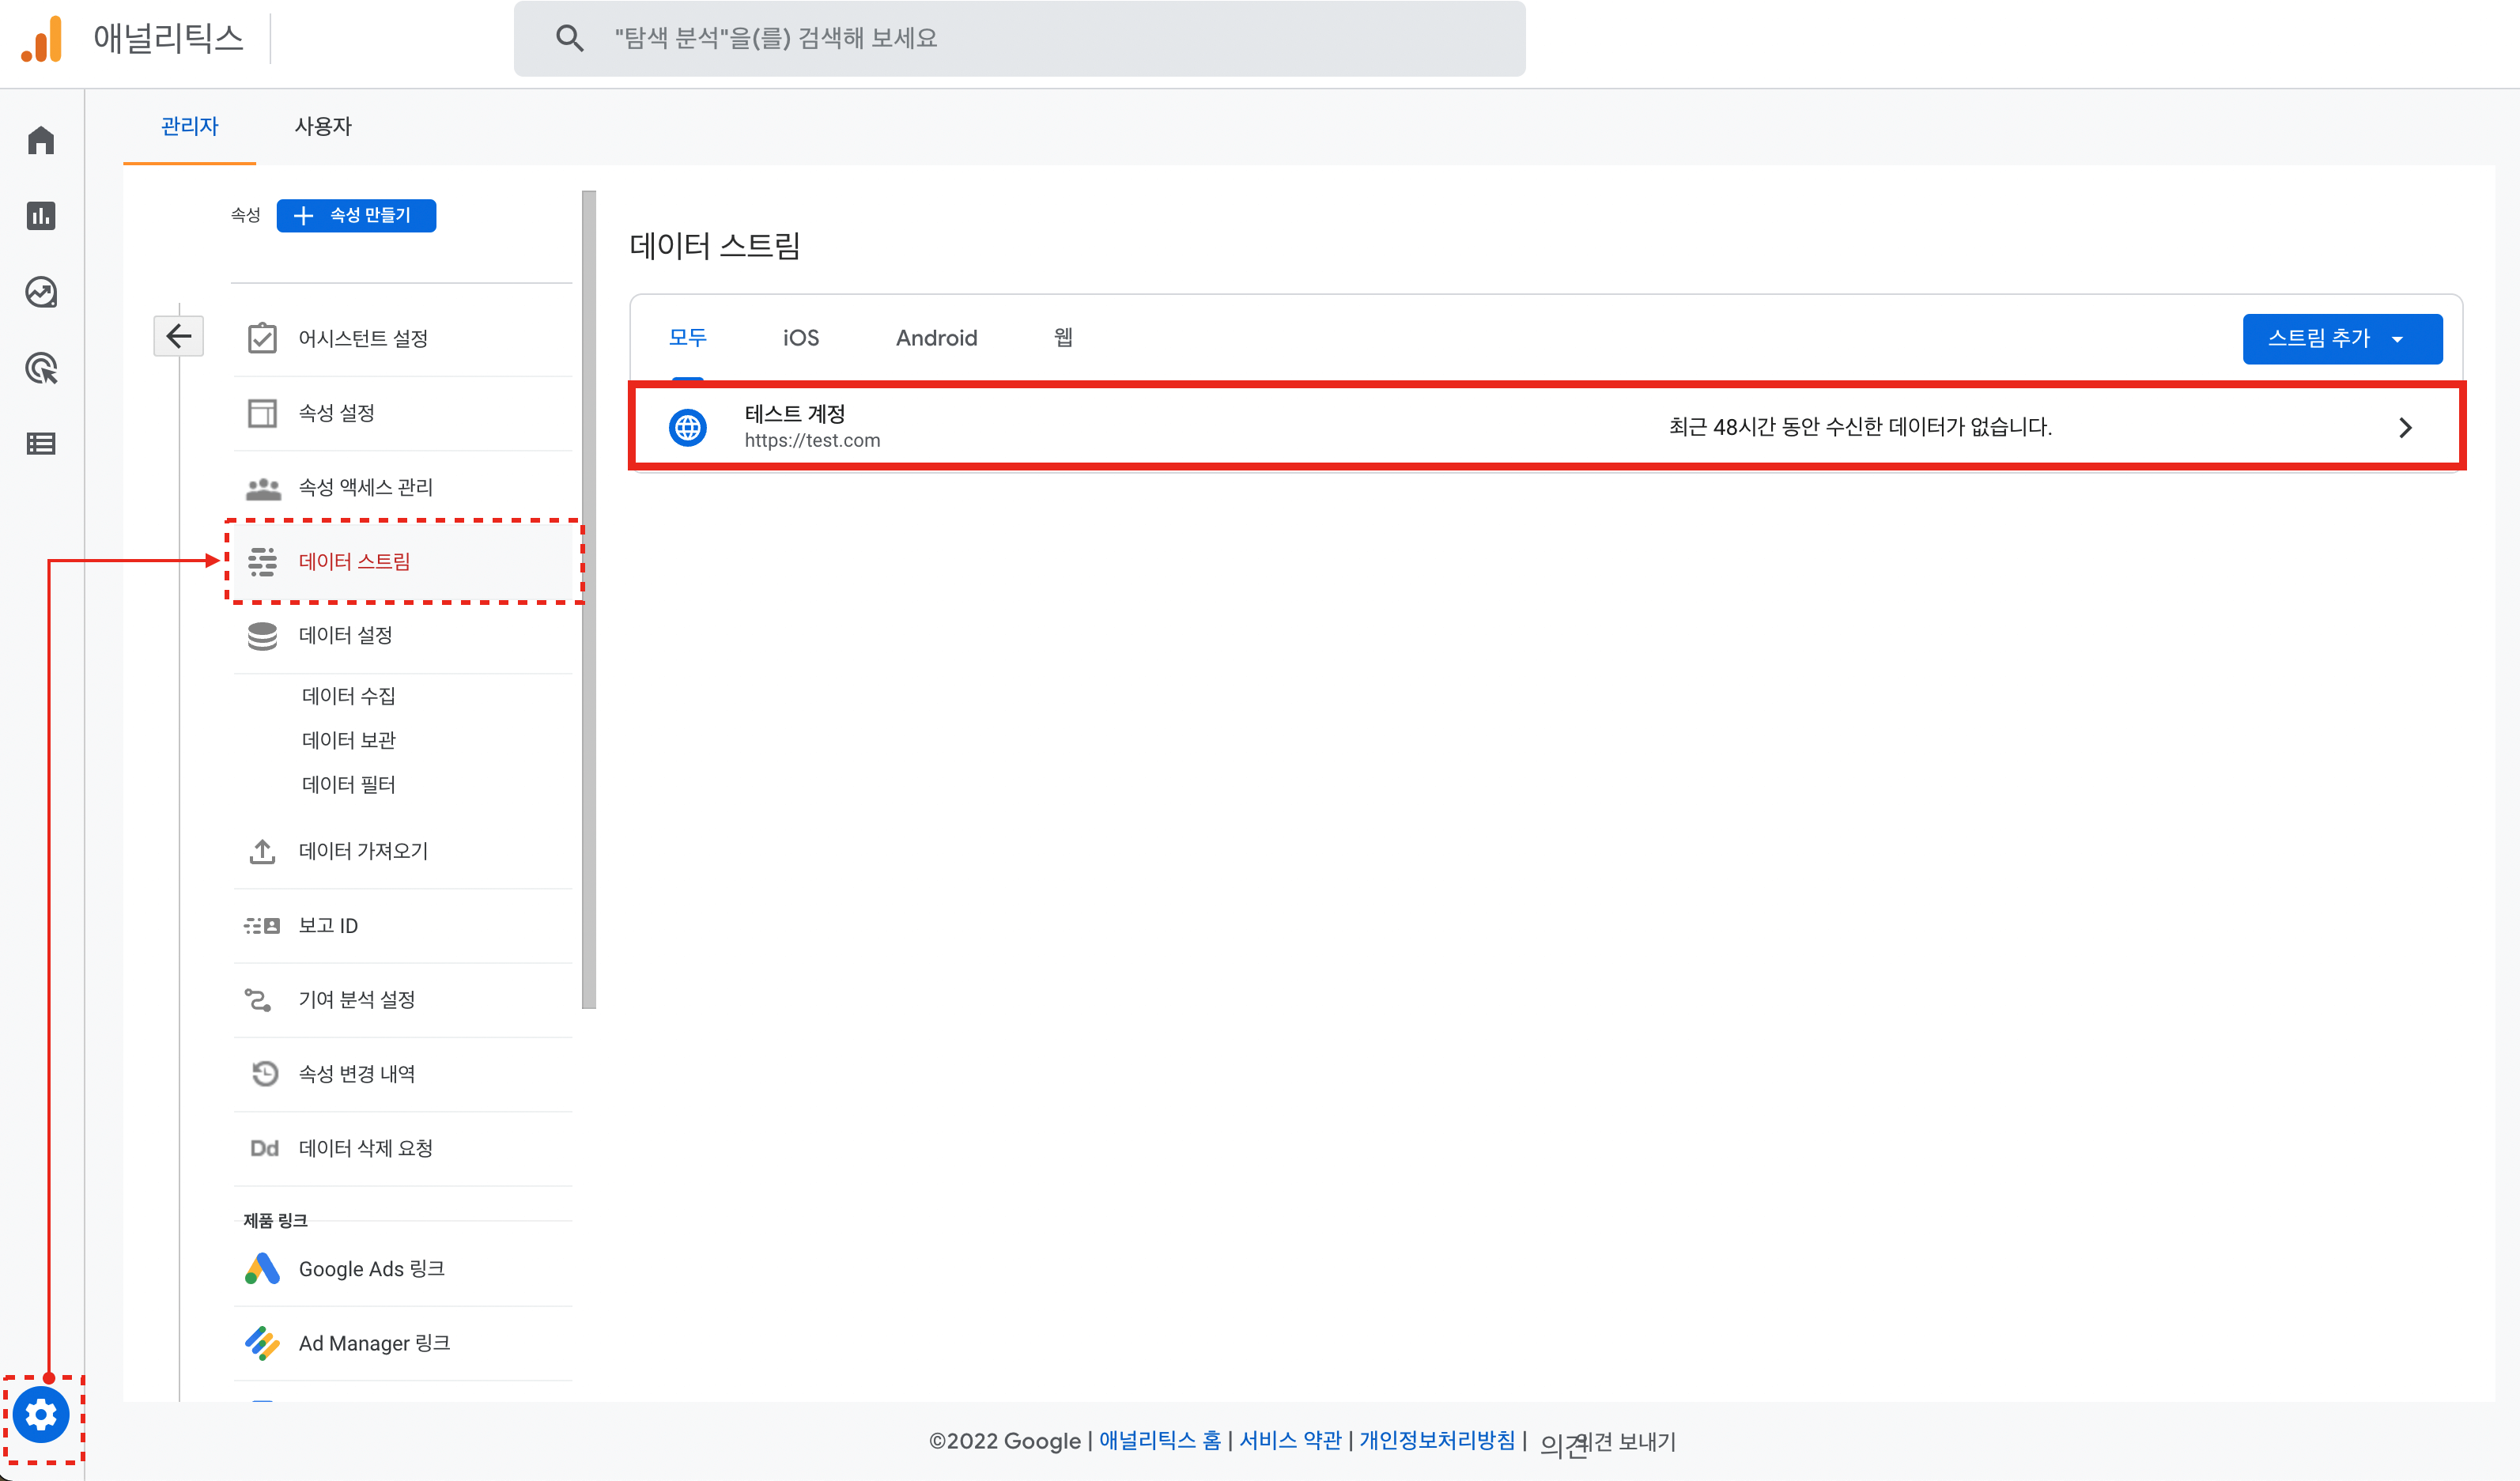 애널리틱스
"탐색 분석"을(를) 검색해 보세요
관리자
사용자
속성
속성 만들기
어시스턴트 설정
속성 설정
속성 액세스 관리
데이터 스트림
데이터 설정
데이터 수집
데이터 보관
데이터 필터
데이터 가져오기
보고 ID
기여 분석 설정
속성 변경 내역
Dd 데이터 삭제 요청
제품 링크
Google Ads 링크
Ad Manager 링크
데이터 스트림
모두 iOS Android 웹
스트림 추가
테스트 계정
https://test.com
최근 48시간 동안 수신한 데이터가 없습니다.
©2022 Google | 애널리틱스 홈 | 서비스 약관 | 개인정보처리방침 | 의견 의견 보내기